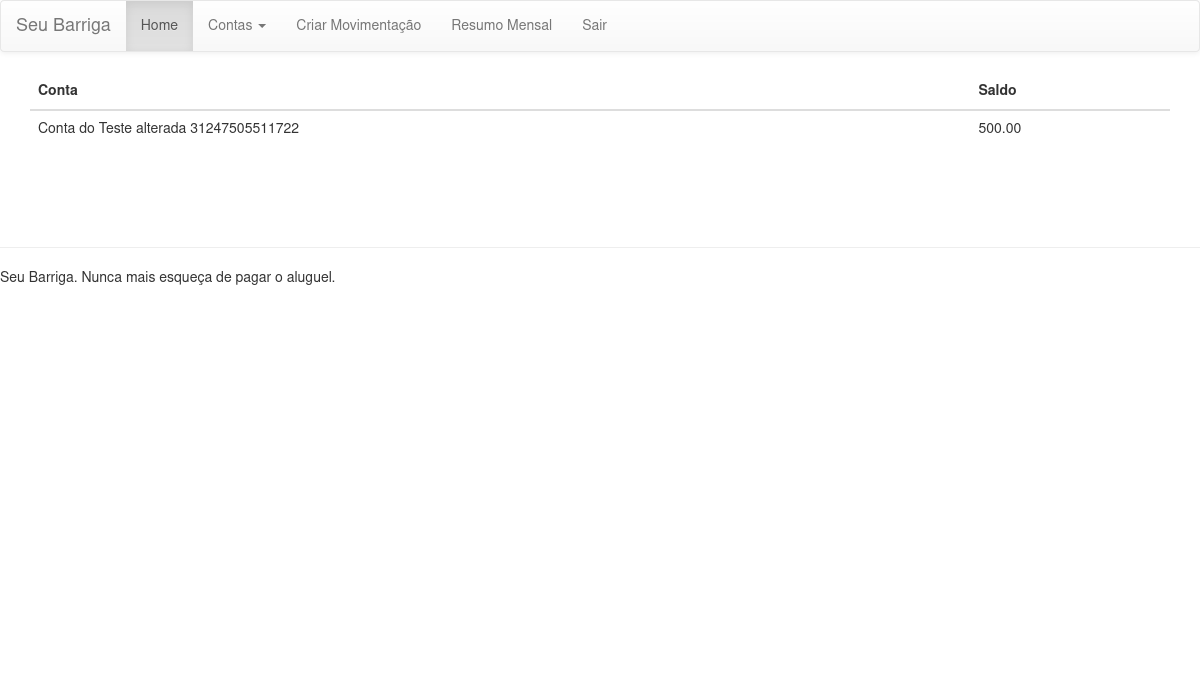 Seu Barriga Home Contas Criar Movimentação Resumo Mensal Sair
Conta Saldo
Conta do Teste alterada 31247505511722 500.00
Seu Barriga. Nunca mais esqueça de pagar o aluguel.